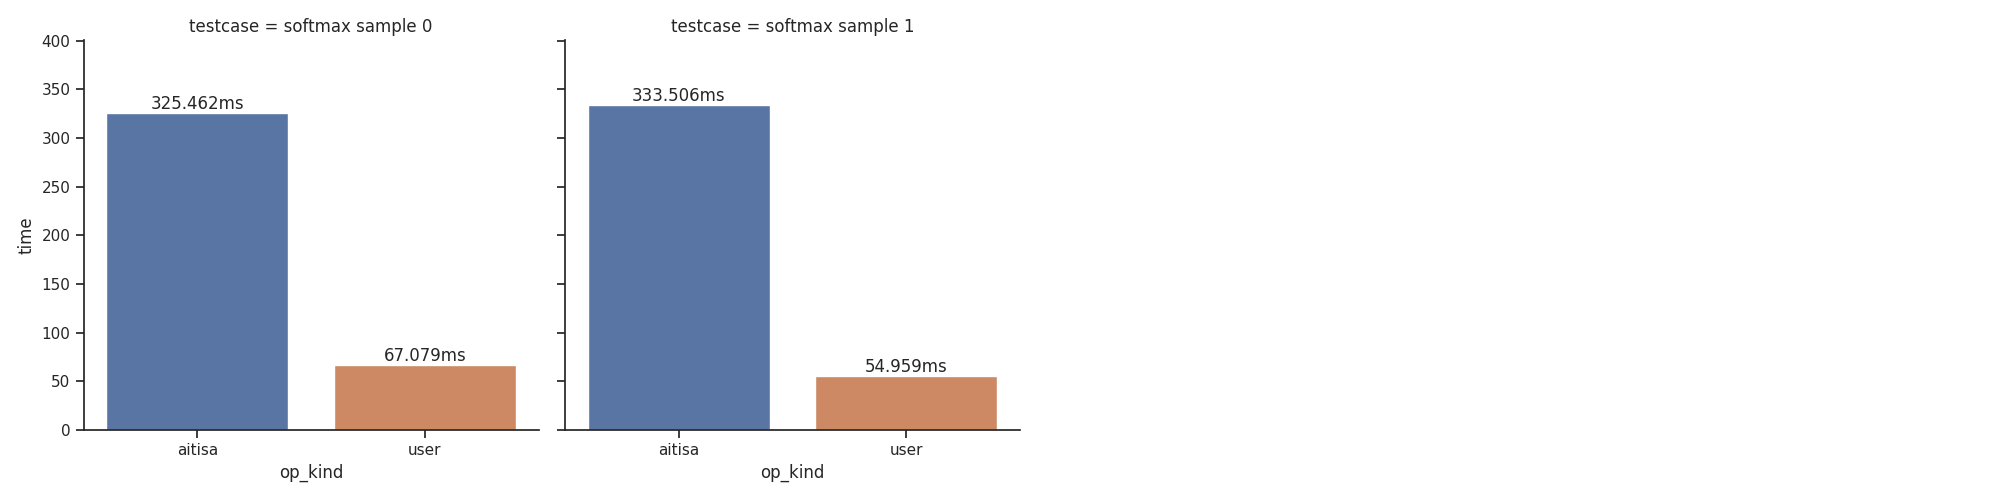 testcase = softmax sample 0
testcase = softmax sample 1
400
350
300
250
200
150
100
50
0
time
325.462ms
67.079ms
333.506ms
54.959ms
aitisa
user
aitisa
user
op_kind
op_kind